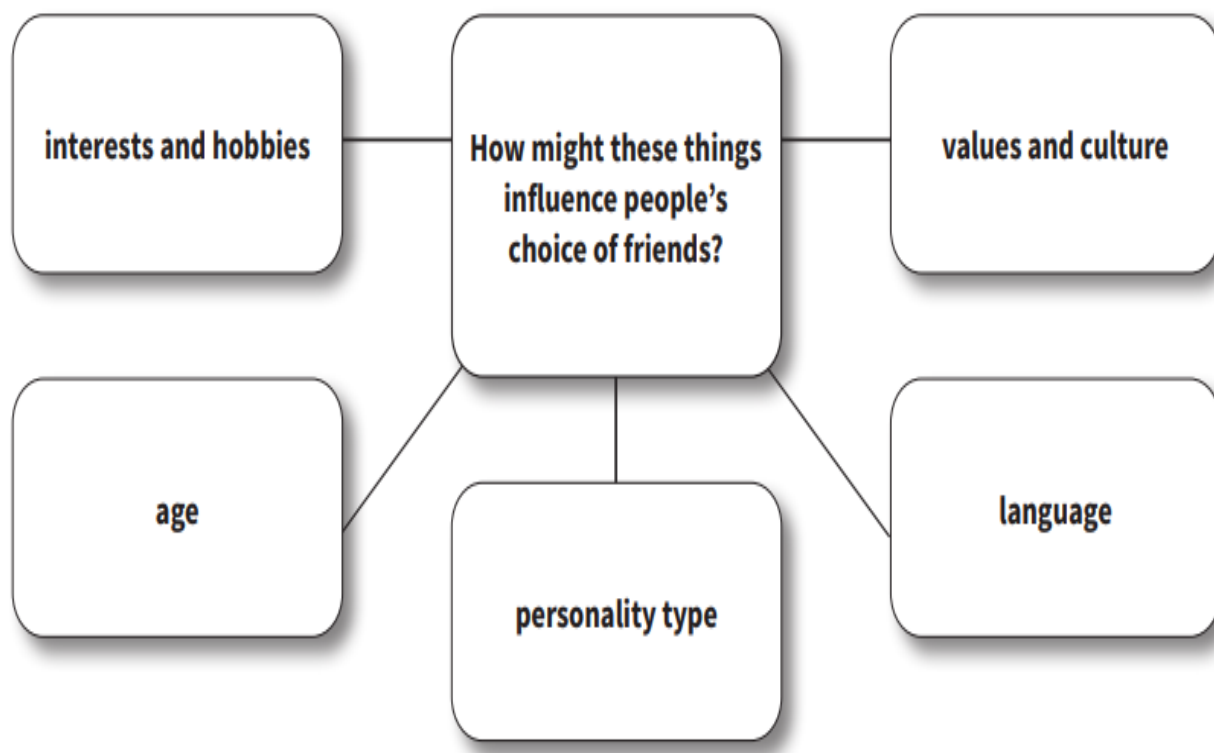 interests and hobbies
How might these things
influence people’s
choice of friends?
values and culture
age
personality type
language